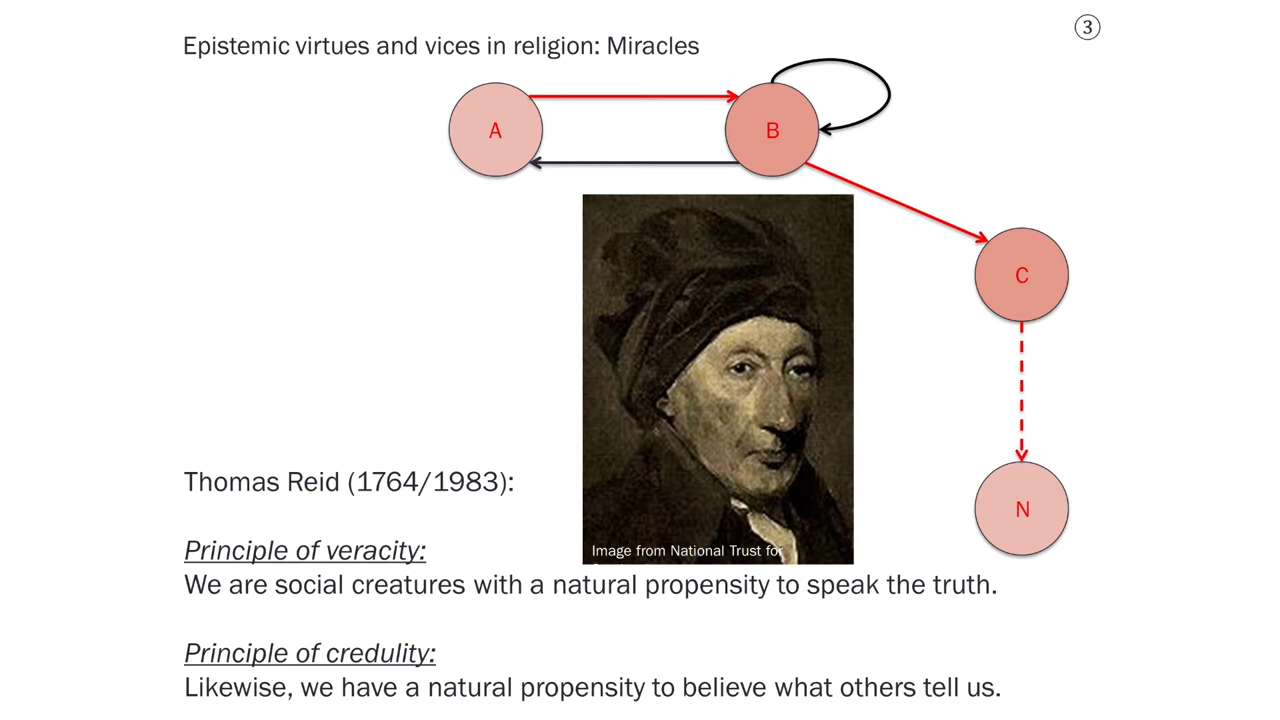 ③
Epistemic virtues and vices in religion: Miracles
A
B
C
N
Image from National Trust for
Thomas Reid (1764/1983):
Principle of veracity:
We are social creatures with a natural propensity to speak the truth.
Principle of credulity:
Likewise, we have a natural propensity to believe what others tell us.